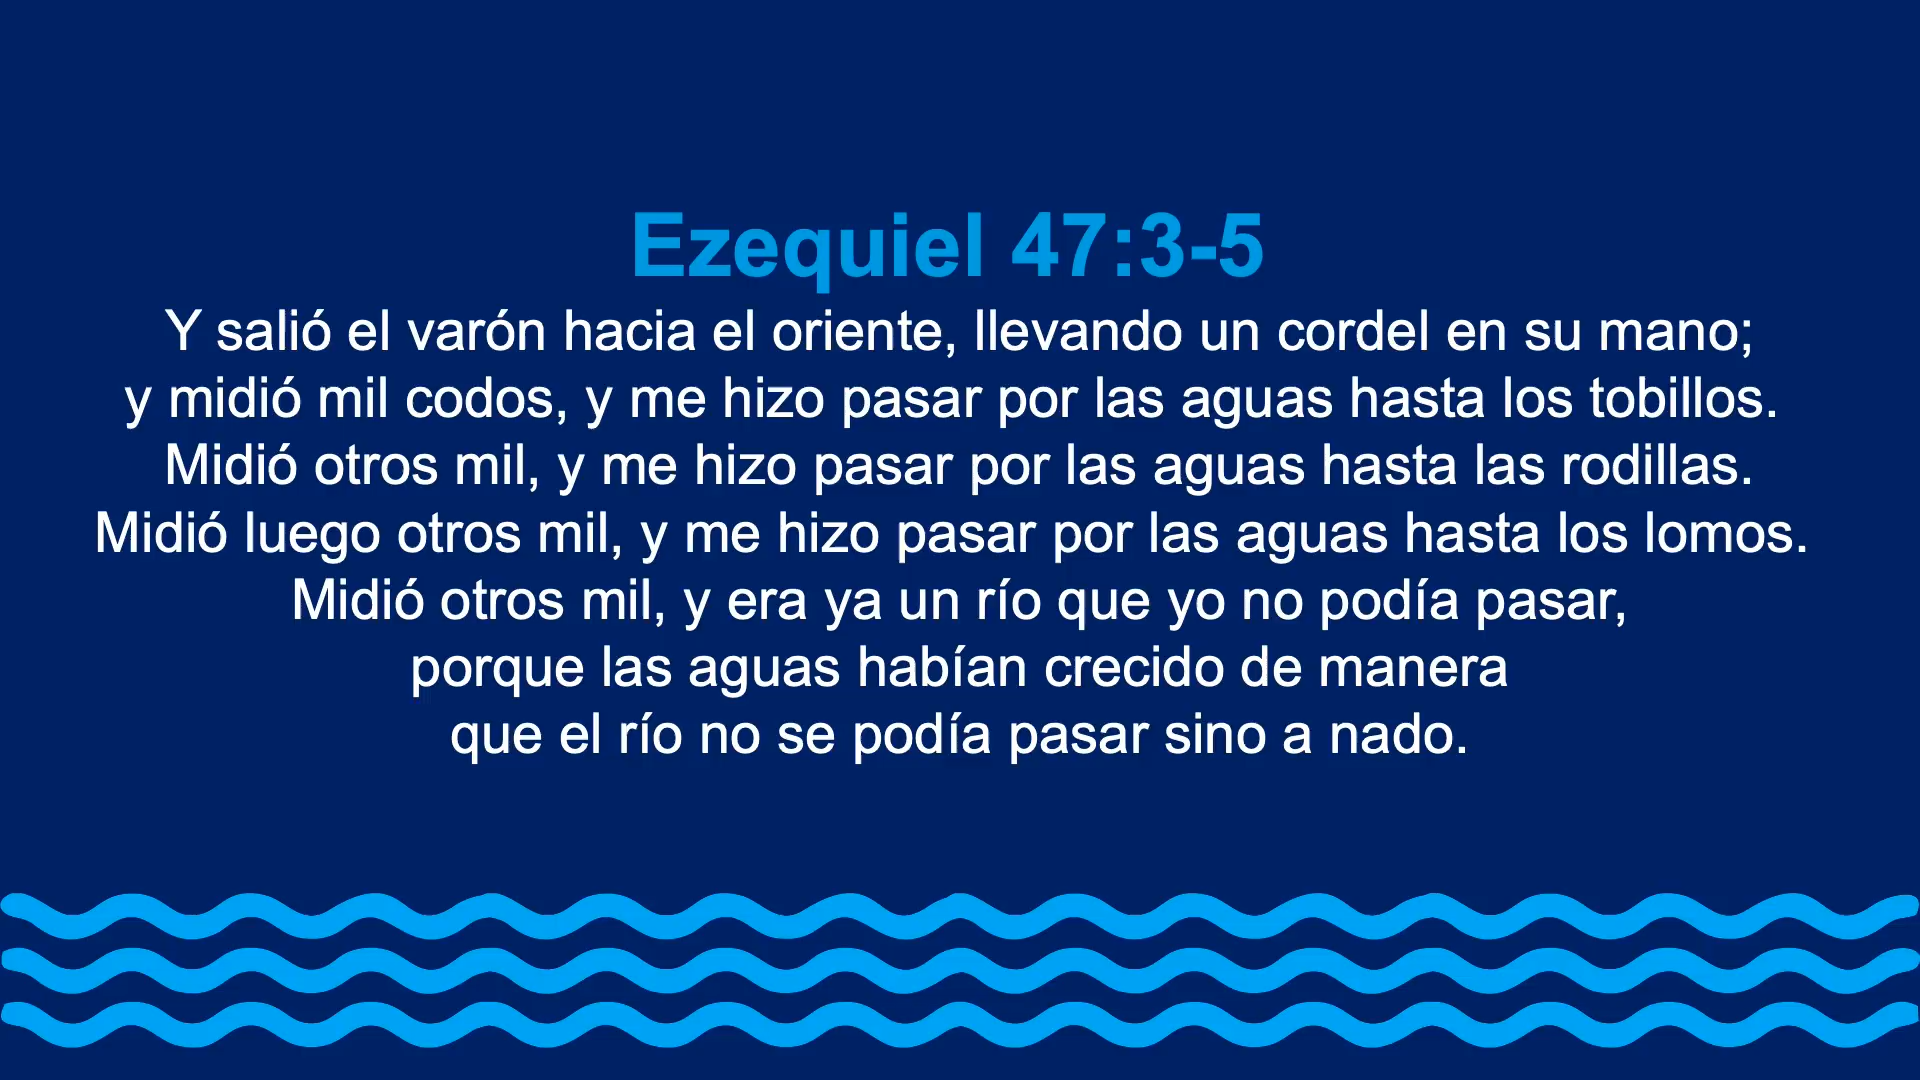 Ezequiel 47:3-5
Y salió el varón hacia el oriente, llevando un cordel en su mano;
y midió mil codos, y me hizo pasar por las aguas hasta los tobillos.
Midió otros mil, y me hizo pasar por las aguas hasta las rodillas.
Midió luego otros mil, y me hizo pasar por las aguas hasta los lomos.
Midió otros mil, y era ya un río que yo no podía pasar,
porque las aguas habían crecido de manera
que el río no se podía pasar sino a nado.